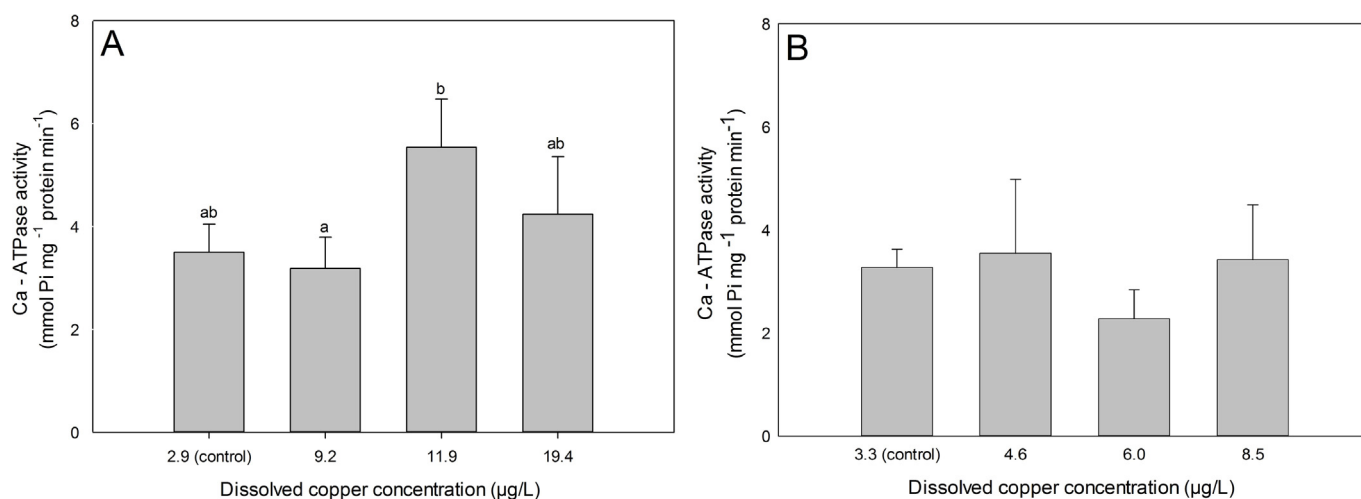 A
Ca - ATPase activity
(mmol Pi mg⁻¹ protein min⁻¹)
8
6
4
2
0
ab
a
b
ab
2.9 (control) 9.2 11.9 19.4
Dissolved copper concentration (µg/L)
B
Ca - ATPase activity
(mmol Pi mg⁻¹ protein min⁻¹)
8
6
4
2
0
3.3 (control) 4.6 6.0 8.5
Dissolved copper concentration (µg/L)